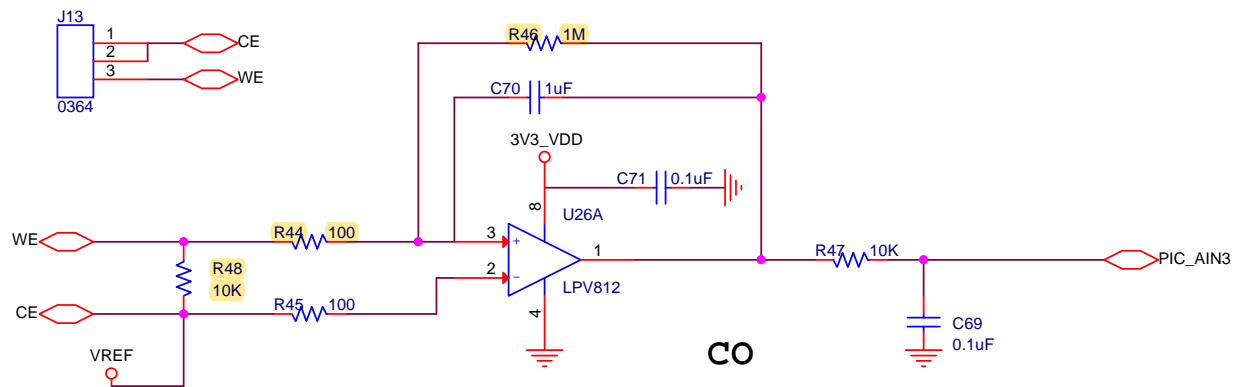 J13
1
2
3
0364
CE
WE
R46 1M
C70 1uF
3V3_VDD
C71 0.1uF
8
U26A
WE
R44 100
3
+
1
R47 10K
PIC_AIN3
R48
10K
2
-
LPV812
CE
R45 100
4
C69
0.1uF
VREF
CO